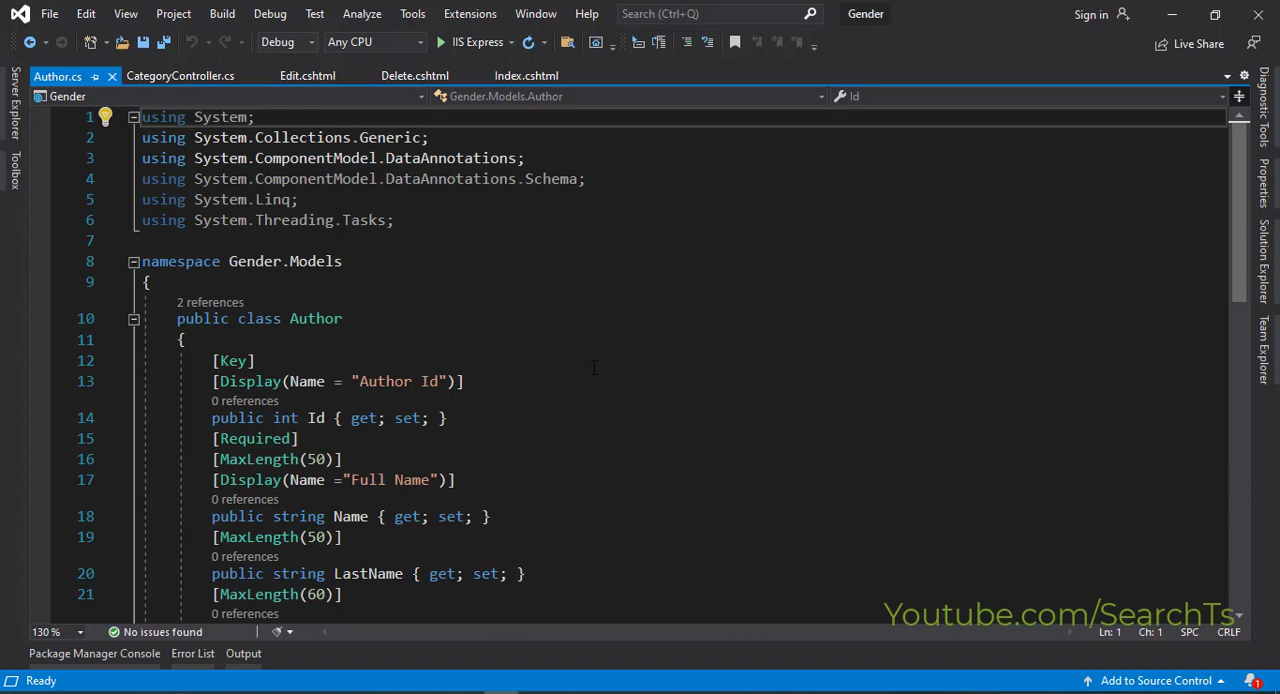 File Edit View Project Build Debug Test Analyze Tools Extensions Window Help Search (Ctrl+Q) Gender Sign in
Debug Any CPU IIS Express Live Share
Author.cs CategoryController.cs Edit.cshtml Delete.cshtml Index.cshtml
Gender Gender.Models.Author Id
Server Explorer
Toolbox
1 using System;
2 using System.Collections.Generic;
3 using System.ComponentModel.DataAnnotations;
4 using System.ComponentModel.DataAnnotations.Schema;
5 using System.Linq;
6 using System.Threading.Tasks;
7
8 namespace Gender.Models
9 {
2 references
10 public class Author
11 {
12 [Key]
13 [Display(Name = "Author Id")]
0 references
14 public int Id { get; set; }
15 [Required]
16 [MaxLength(50)]
17 [Display(Name ="Full Name")]
0 references
18 public string Name { get; set; }
19 [MaxLength(50)]
0 references
20 public string LastName { get; set; }
21 [MaxLength(60)]
0 references
Diagnostic Tools
Properties
Solution Explorer
Team Explorer
Youtube.com/SearchTs
130 % No issues found Ln: 1 Ch: 1 SPC CRLF
Package Manager Console Error List Output
Ready Add to Source Control 1